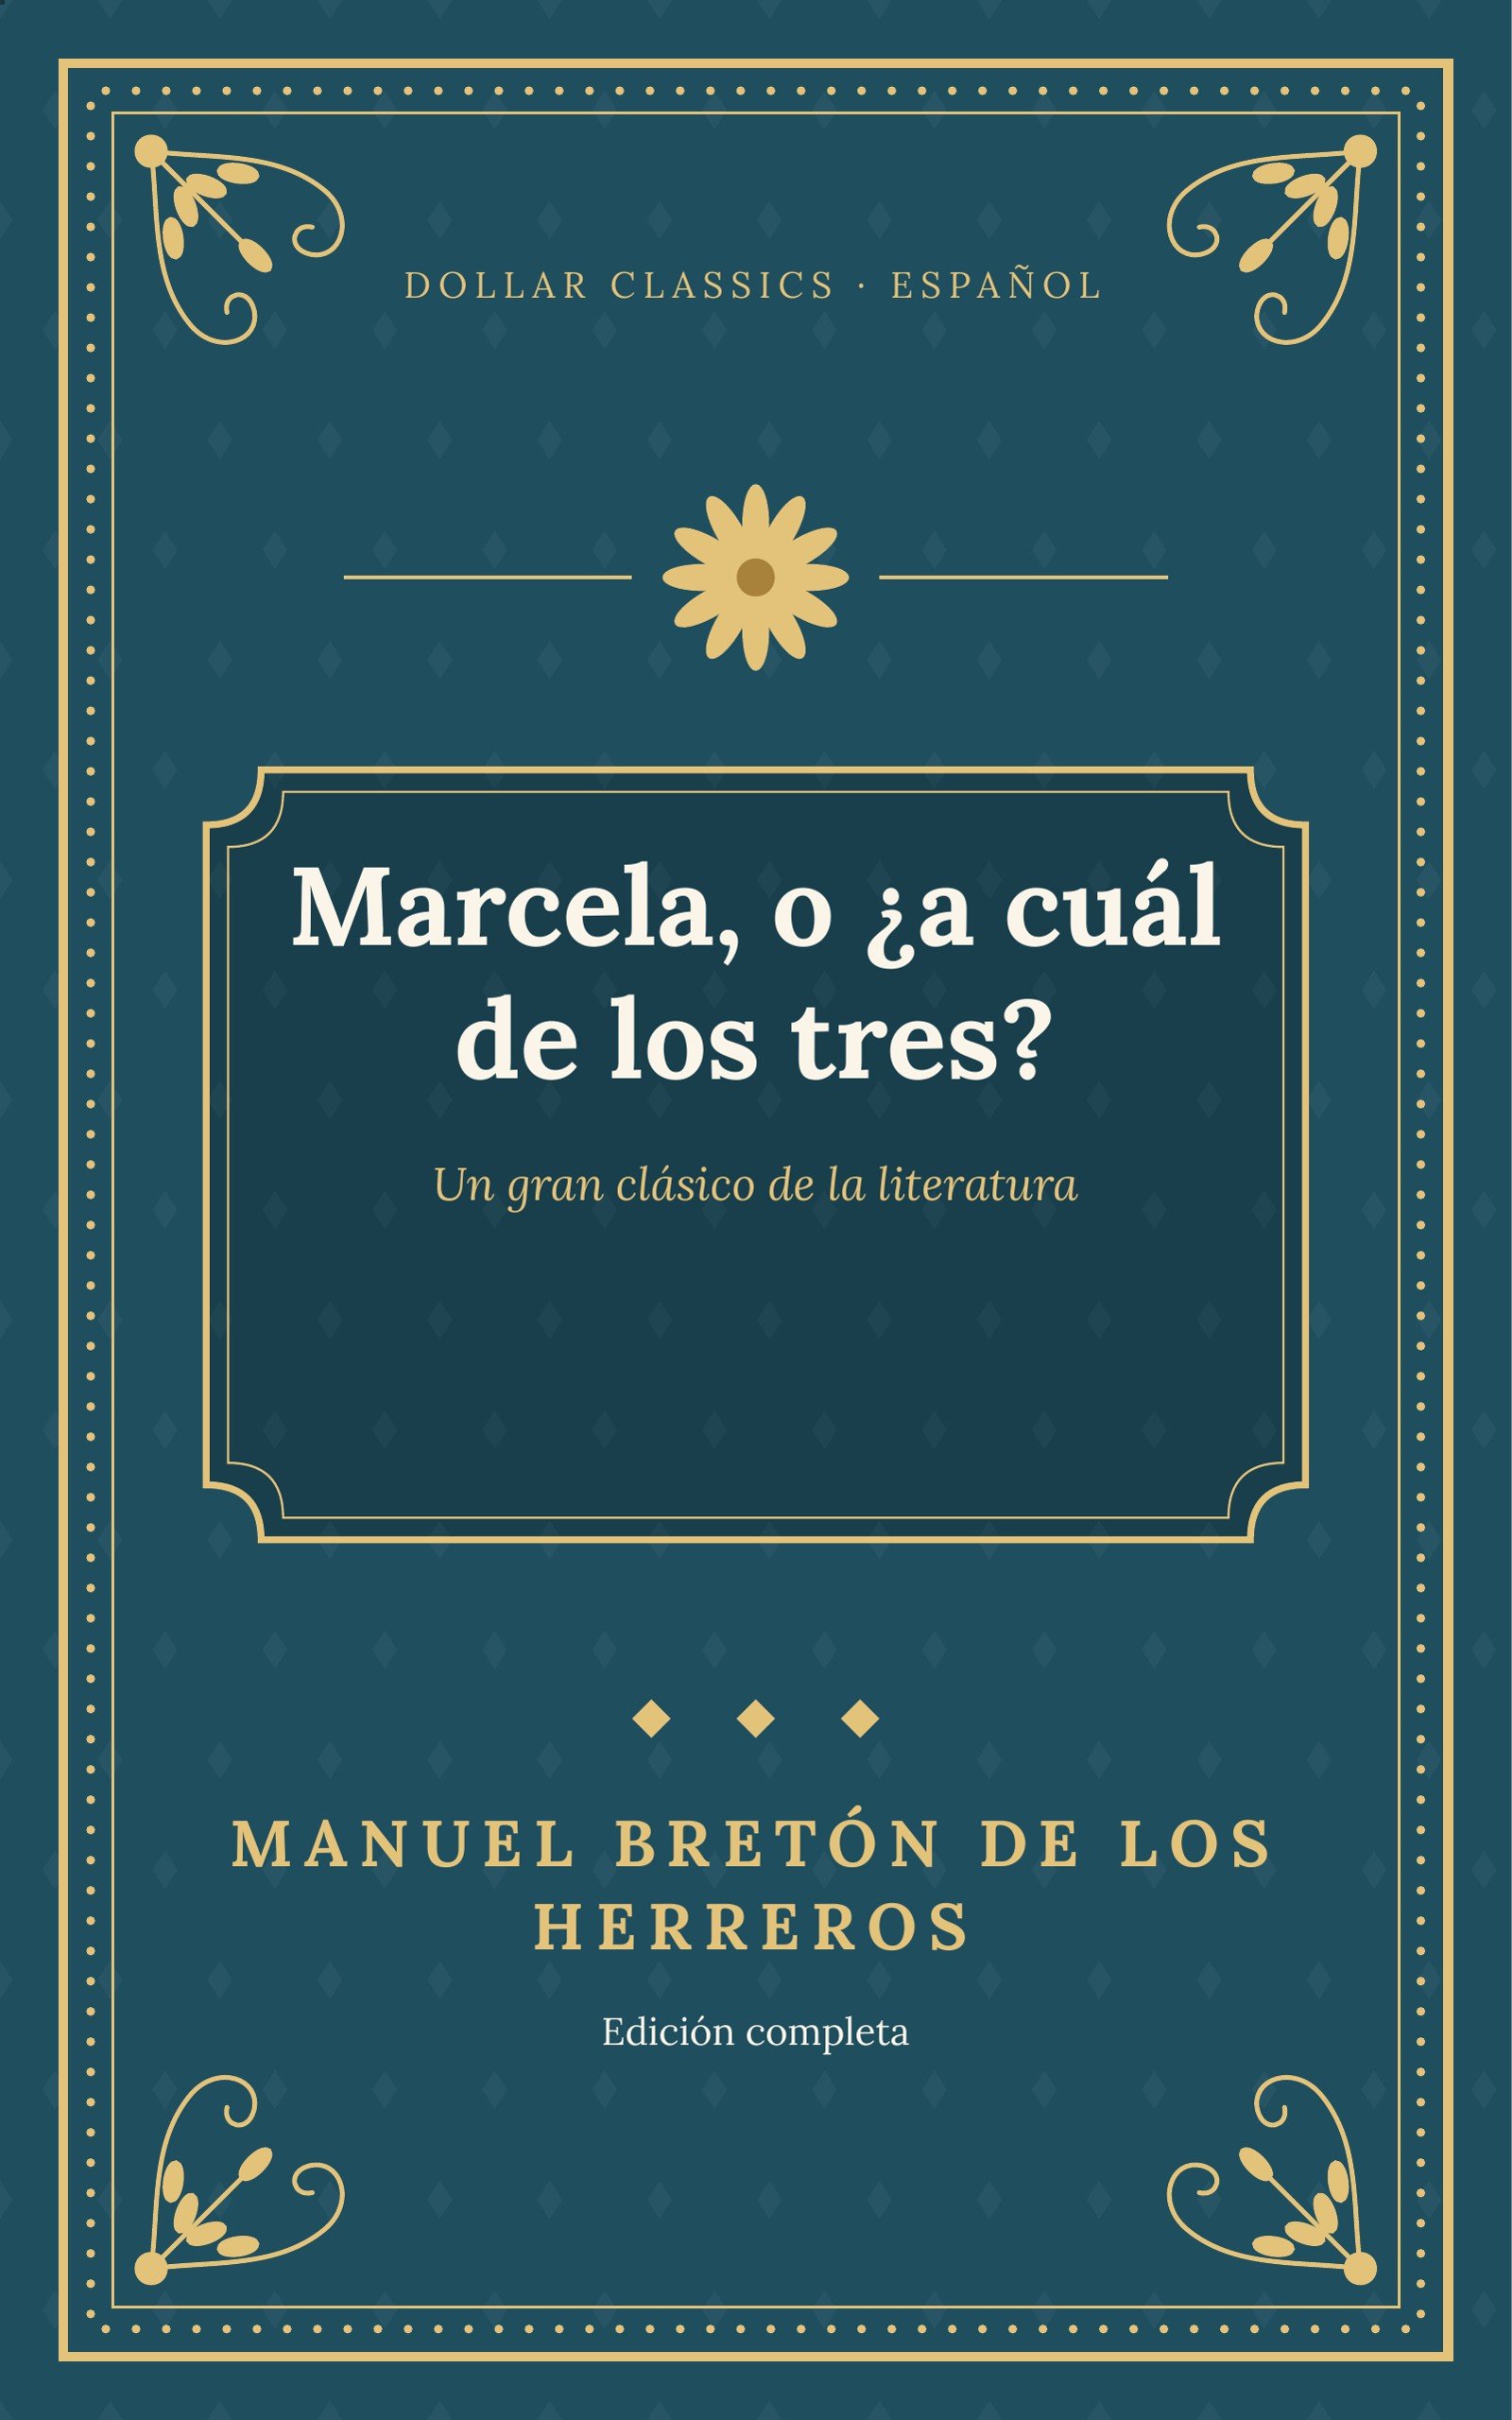 DOLLAR CLASSICS · ESPAÑOL
Marcela, o ¿a cuál
de los tres?
Un gran clásico de la literatura
MANUEL BRETÓN DE LOS
HERREROS
Edición completa